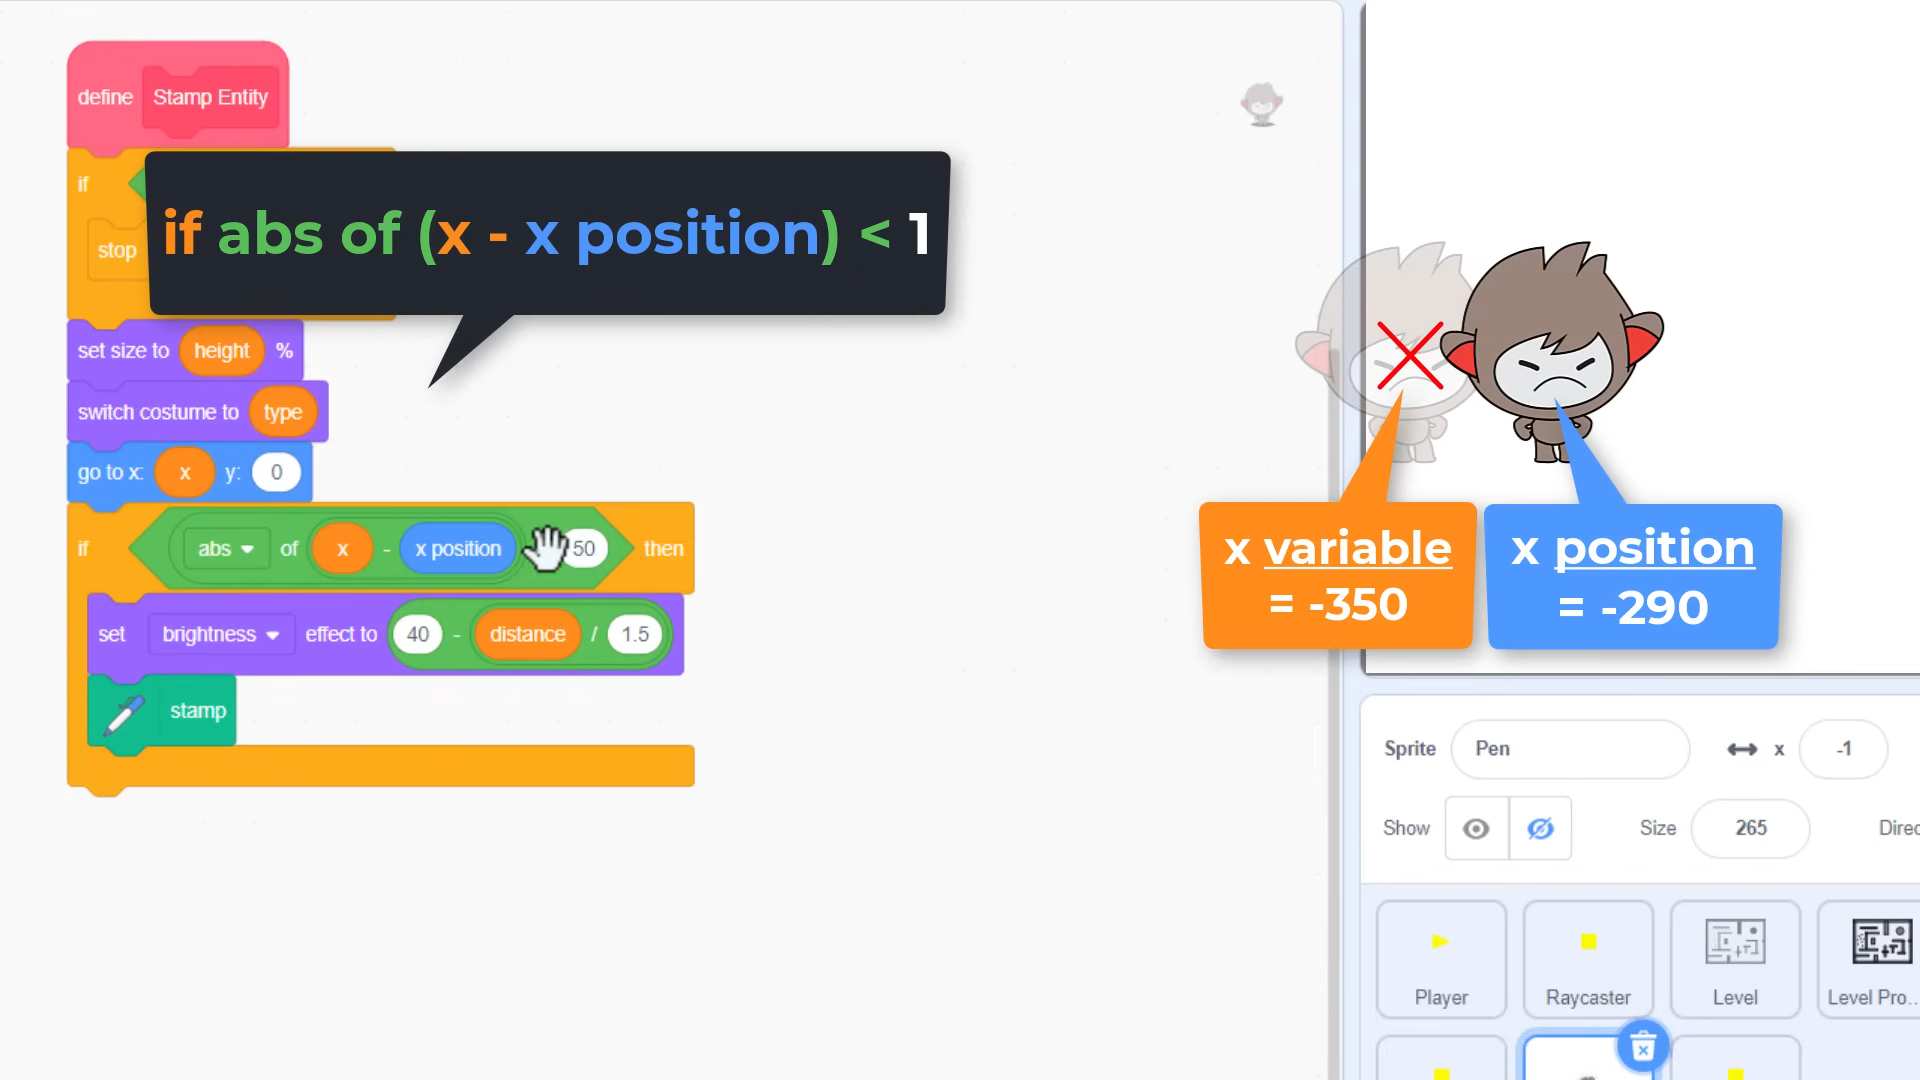 define Stamp Entity
if
if abs of (x - x position) < 1
stop
set size to height %
switch costume to type
go to x: x y: 0
if abs of x - x position 50 then
set brightness effect to 40 - distance / 1.5
stamp
x variable
= -350
x position
= -290
Sprite Pen x -1
Show Size 265 Direc
Player Raycaster Level Level Pro...